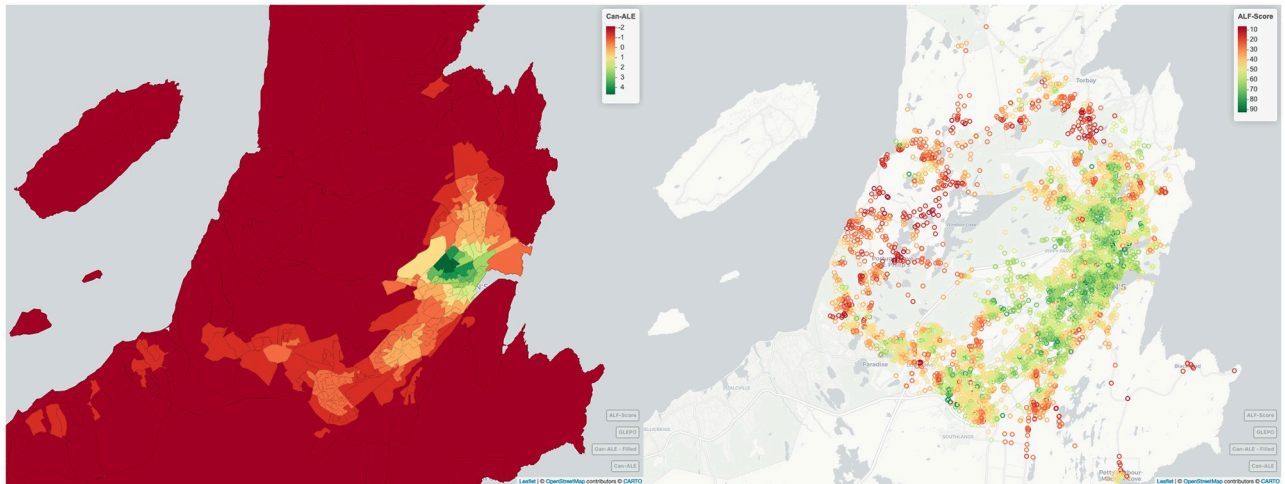 Can-ALE
-2
-1
0
1
2
3
4
N'S
ALF-Score
GLEPO
Can-ALE - Filled
Can-ALE
Leaflet | © OpenStreetMap contributors © CARTO
ALF-Score
10
20
30
40
50
60
70
80
90
Torbay
N'S
Paradise
SOUTHLANDS
ALF-Score
GLEPO
Can-ALE - Filled
Can-ALE
Leaflet | © OpenStreetMap contributors © CARTO